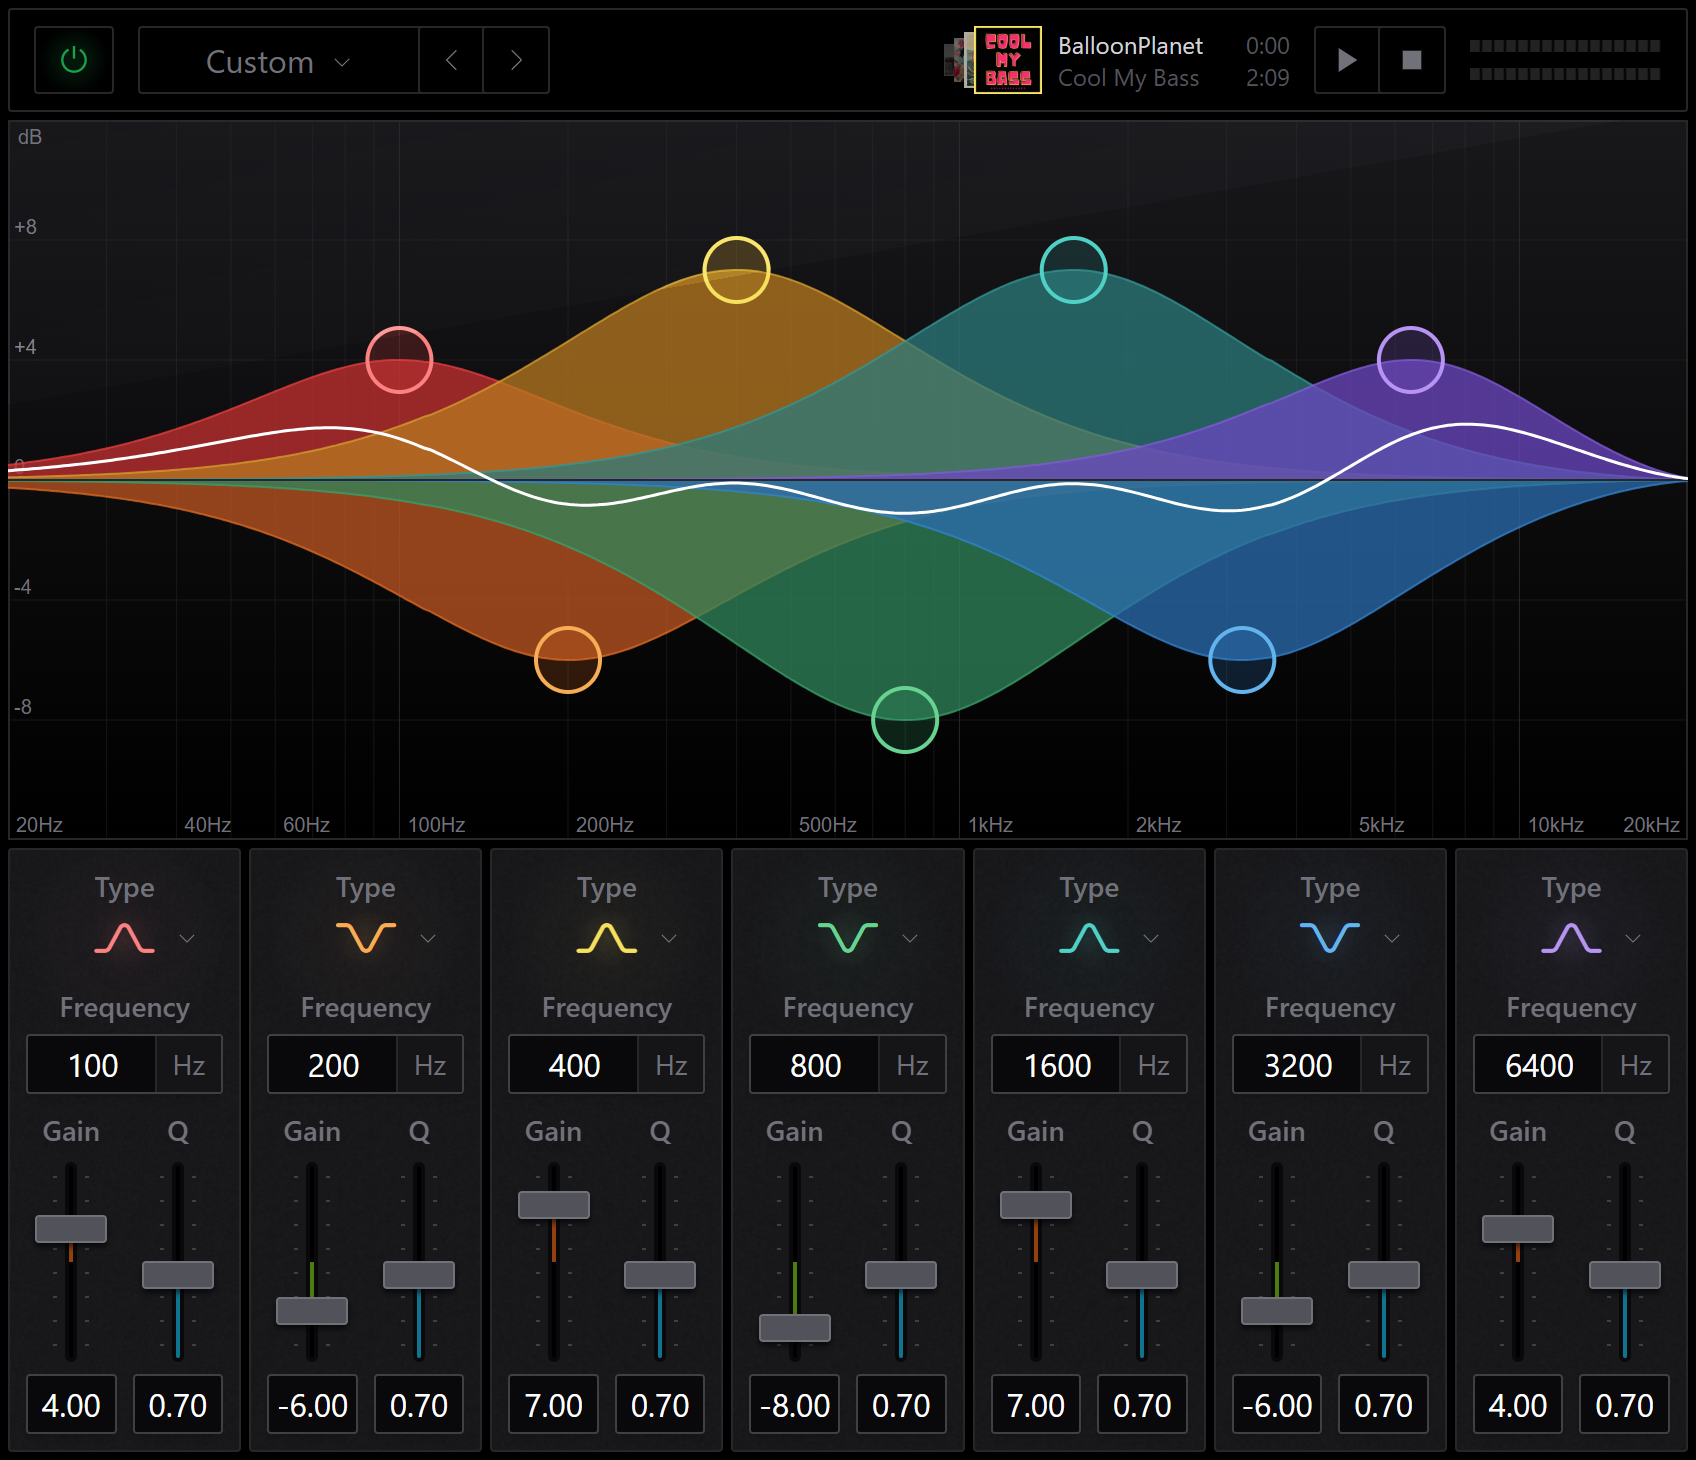 Custom
COOL
MY
BASS
BalloonPlanet 0:00
Cool My Bass 2:09
dB
+8
+4
0
-4
-8
20Hz 40Hz 60Hz 100Hz 200Hz 500Hz 1kHz 2kHz 5kHz 10kHz 20kHz
Type Type Type Type Type Type Type
Frequency Frequency Frequency Frequency Frequency Frequency Frequency
100 Hz 200 Hz 400 Hz 800 Hz 1600 Hz 3200 Hz 6400 Hz
Gain Q Gain Q Gain Q Gain Q Gain Q Gain Q Gain Q
4.00 0.70 -6.00 0.70 7.00 0.70 -8.00 0.70 7.00 0.70 -6.00 0.70 4.00 0.70